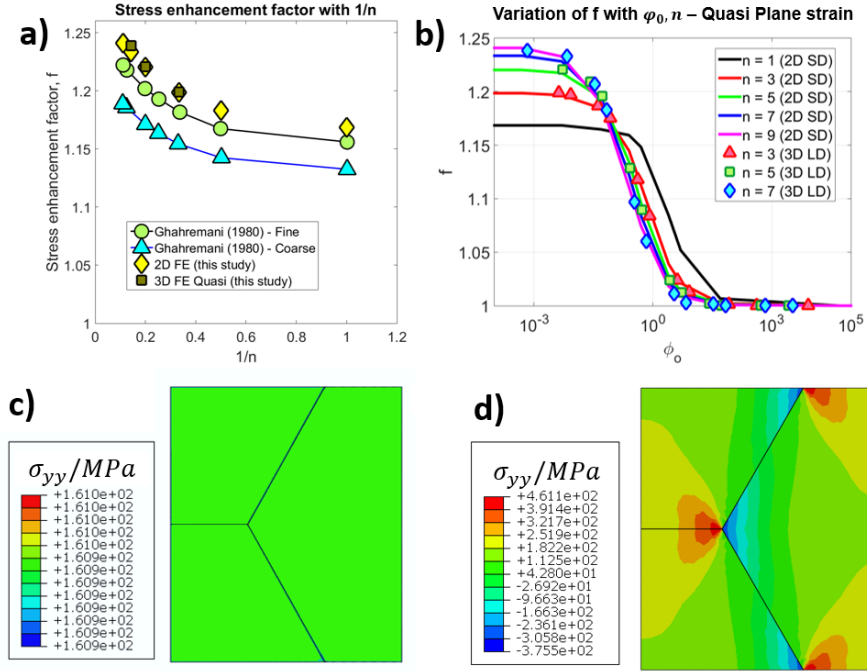 a)
Stress enhancement factor with 1/n
Stress enhancement factor, f
1.25
1.2
1.15
1.1
1.05
1
0
0.2
0.4
0.6
0.8
1
1.2
1/n
Ghahremani (1980) - Fine
Ghahremani (1980) - Coarse
2D FE (this study)
3D FE Quasi (this study)
b)
Variation of f with φ₀, n – Quasi Plane strain
f
1.25
1.2
1.15
1.1
1.05
1
10⁻³
10⁰
10³
10⁵
ϕₒ
n = 1 (2D SD)
n = 3 (2D SD)
n = 5 (2D SD)
n = 7 (2D SD)
n = 9 (2D SD)
n = 3 (3D LD)
n = 5 (3D LD)
n = 7 (3D LD)
c)
σyy/MPa
+1.610e+02
+1.610e+02
+1.610e+02
+1.610e+02
+1.610e+02
+1.609e+02
+1.609e+02
+1.609e+02
+1.609e+02
+1.609e+02
+1.609e+02
+1.609e+02
+1.609e+02
d)
σyy/MPa
+4.611e+02
+3.914e+02
+3.217e+02
+2.519e+02
+1.822e+02
+1.125e+02
+4.280e+01
-2.692e+01
-9.663e+01
-1.663e+02
-2.361e+02
-3.058e+02
-3.755e+02